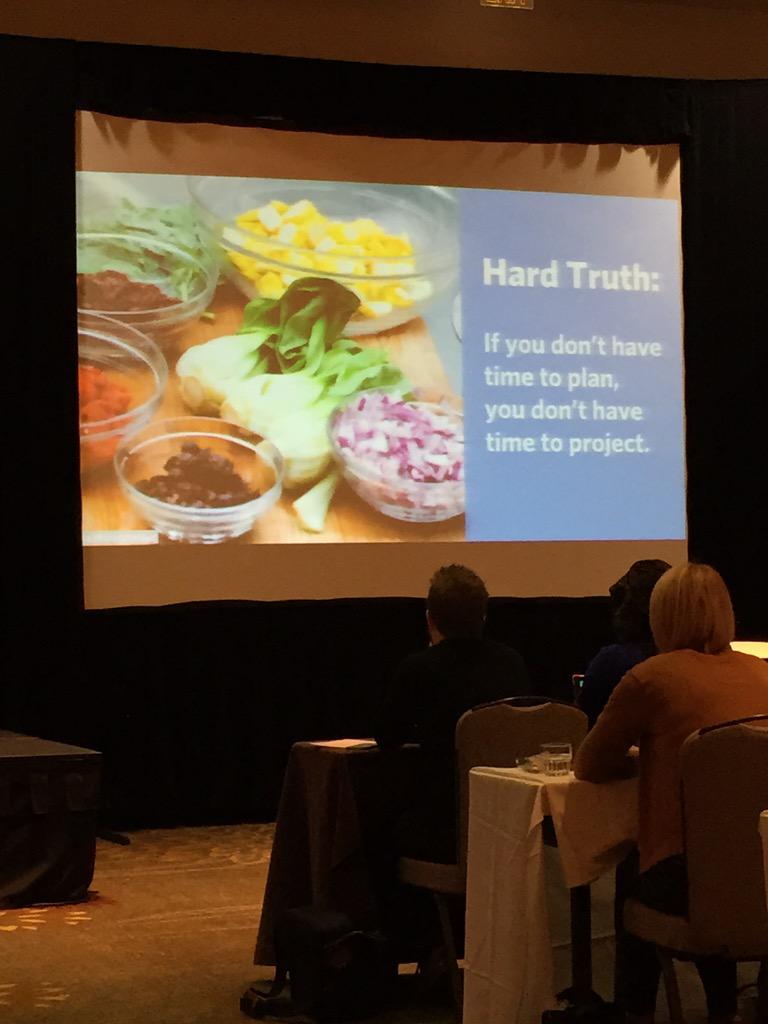 Hard Truth:
If you don't have
time to plan,
you don't have
time to project.